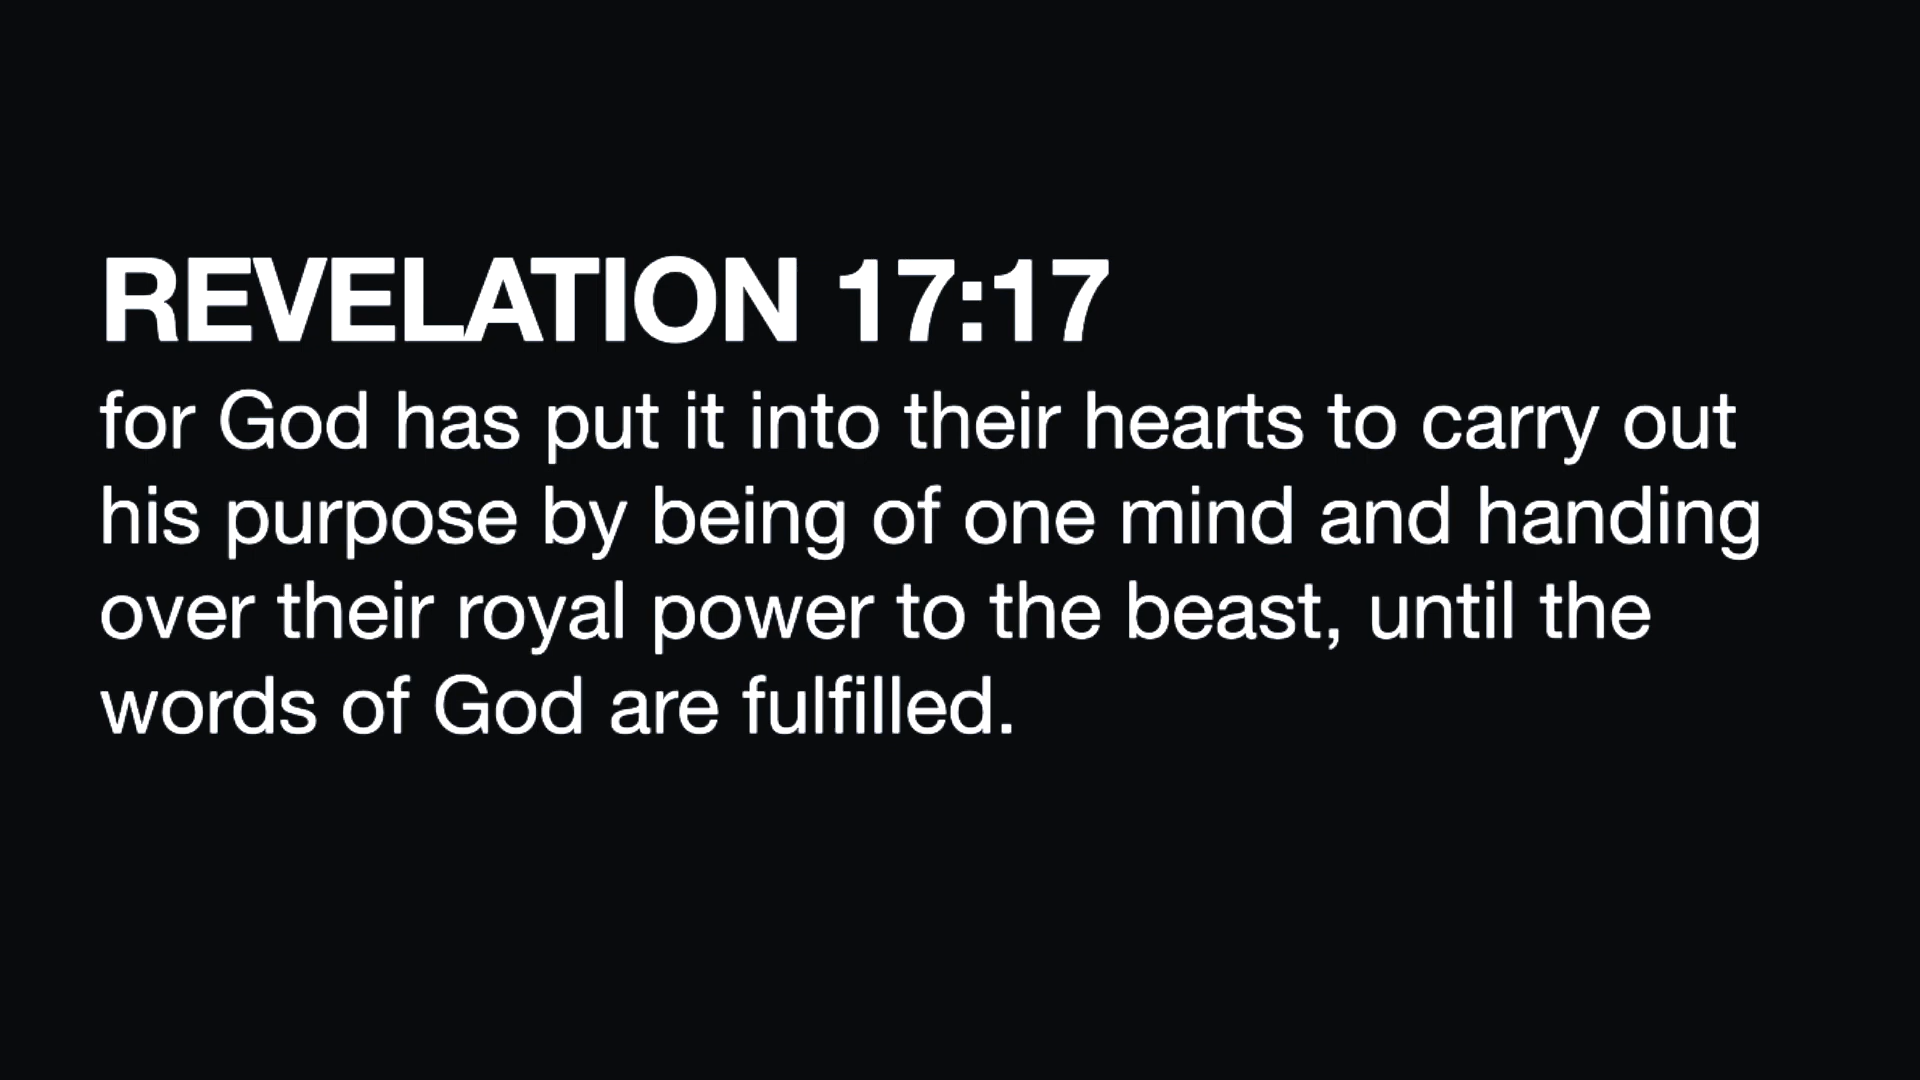 REVELATION 17:17
for God has put it into their hearts to carry out
his purpose by being of one mind and handing
over their royal power to the beast, until the
words of God are fulfilled.